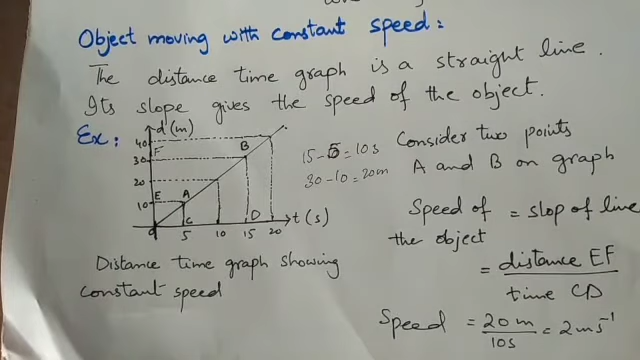 Object moving with constant speed:
The distance time graph is a straight line.
Its slope gives the speed of the object.
Ex:
d(m)
40
F
30
20
E
10
A
B
C
D
0
5
10
15
20
t(s)
15-5=10s
30-10=20m
Consider two points
A and B on graph
Speed of = slop of line
the object
= distance EF
time CD
Distance time graph showing
constant speed
Speed = 20m = 2ms⁻¹
10s